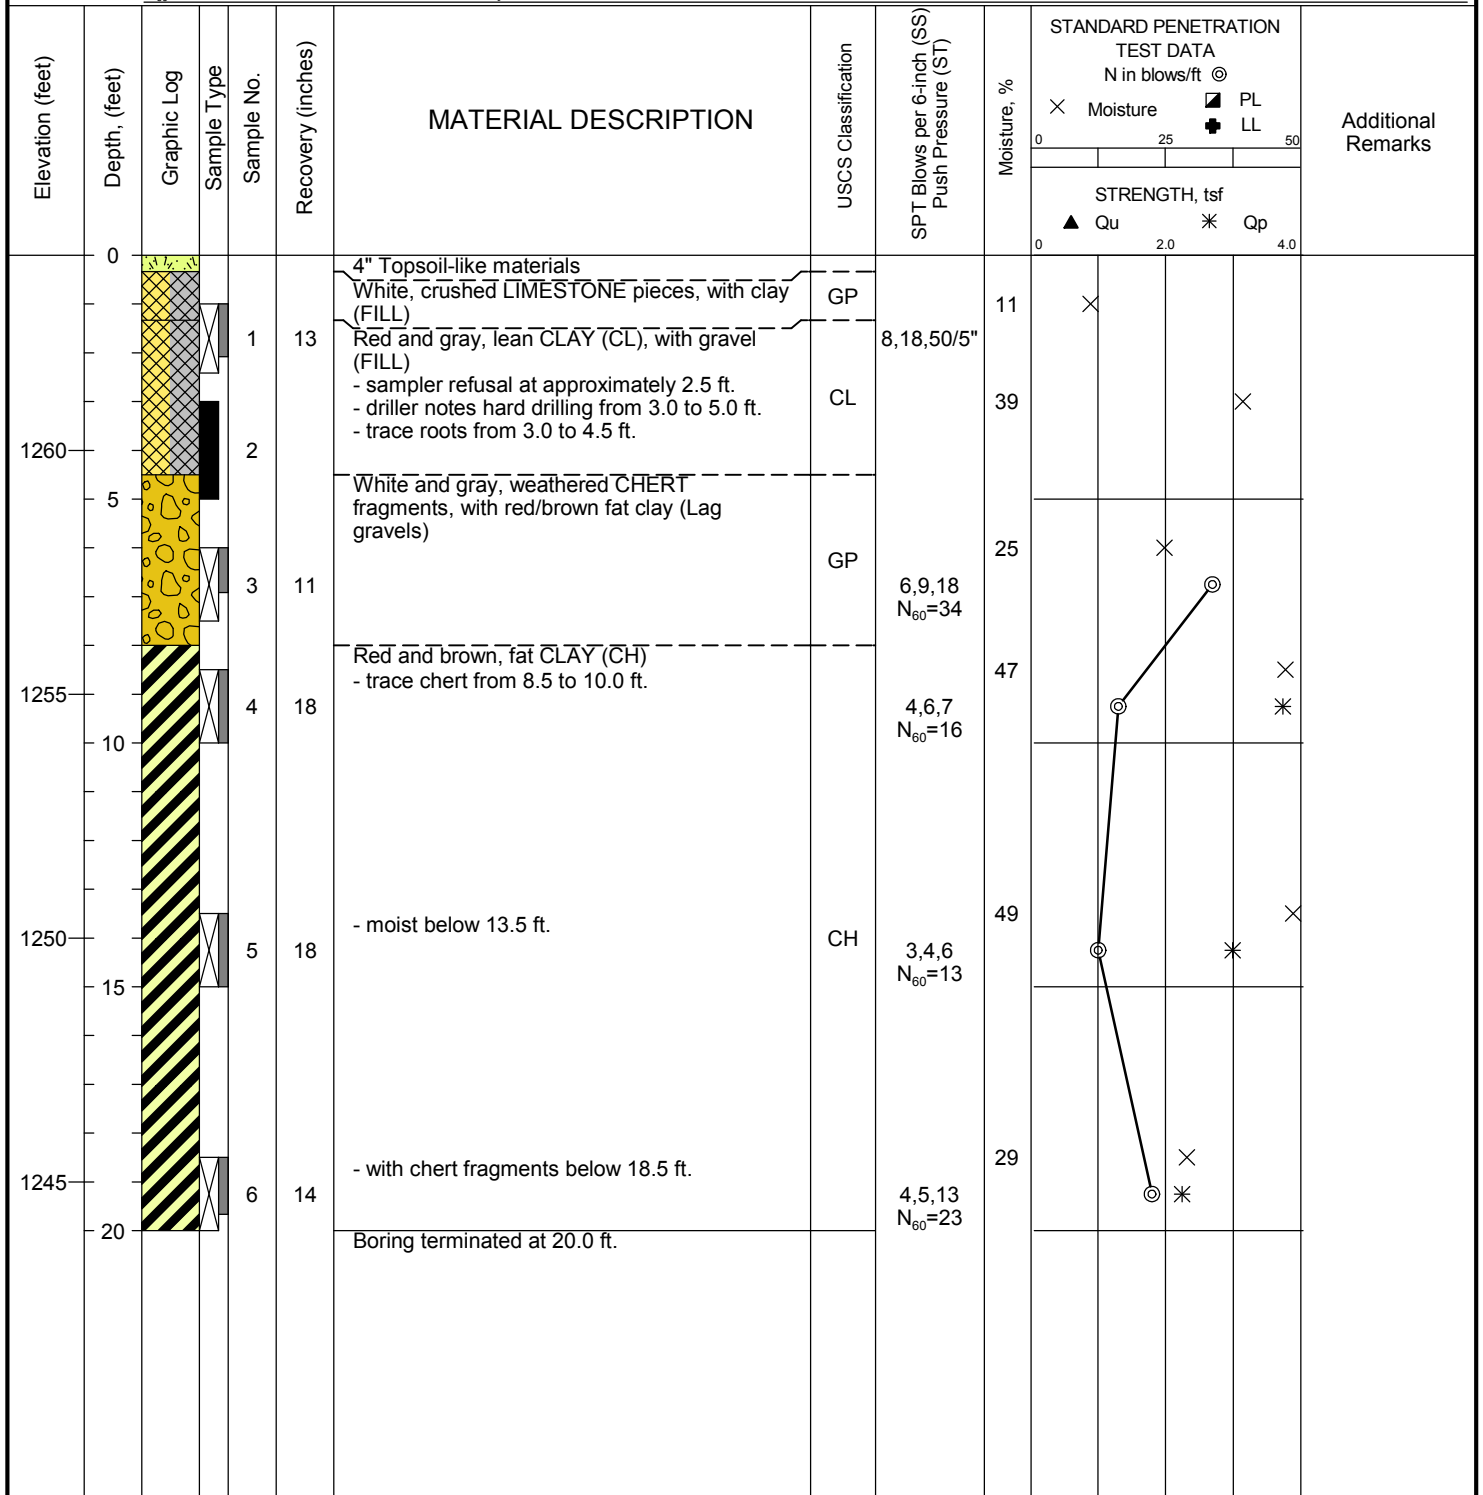 Elevation (feet)
Depth, (feet)
Graphic Log
Sample Type
Sample No.
Recovery (inches)
MATERIAL DESCRIPTION
USCS Classification
SPT Blows per 6-inch (SS)
Push Pressure (ST)
Moisture, %
STANDARD PENETRATION
TEST DATA
N in blows/ft
Moisture
PL
LL
0 25 50
STRENGTH, tsf
Qu Qp
0 2.0 4.0
Additional
Remarks
0
4" Topsoil-like materials
White, crushed LIMESTONE pieces, with clay
(FILL)
GP
11
1
13
Red and gray, lean CLAY (CL), with gravel
(FILL)
8,18,50/5"
- sampler refusal at approximately 2.5 ft.
- driller notes hard drilling from 3.0 to 5.0 ft.
- trace roots from 3.0 to 4.5 ft.
CL
39
1260
2
5
White and gray, weathered CHERT
fragments, with red/brown fat clay (Lag
gravels)
GP
25
3
11
6,9,18
N60=34
Red and brown, fat CLAY (CH)
- trace chert from 8.5 to 10.0 ft.
47
1255
4
18
4,6,7
N60=16
10
- moist below 13.5 ft.
49
1250
5
18
CH
3,4,6
N60=13
15
- with chert fragments below 18.5 ft.
29
1245
6
14
4,5,13
N60=23
20
Boring terminated at 20.0 ft.